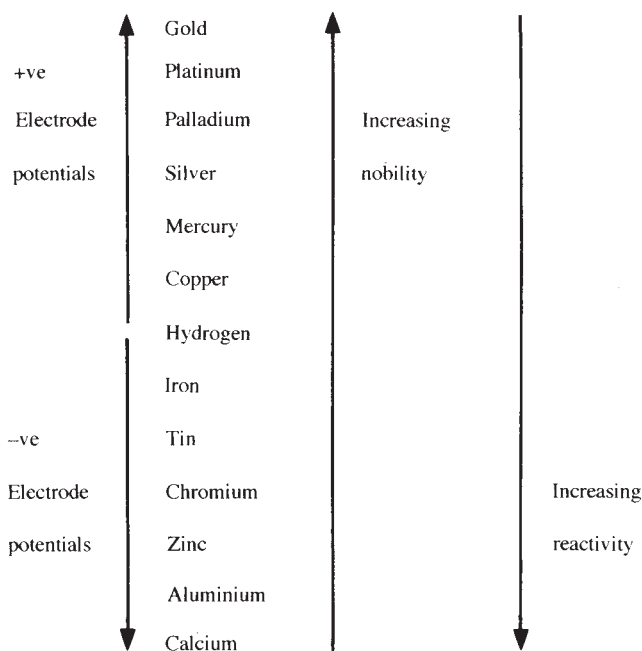 Gold
+ve Platinum
Electrode Palladium Increasing
potentials Silver nobility
Mercury
Copper
Hydrogen
Iron
–ve Tin
Electrode Chromium Increasing
potentials Zinc reactivity
Aluminium
Calcium